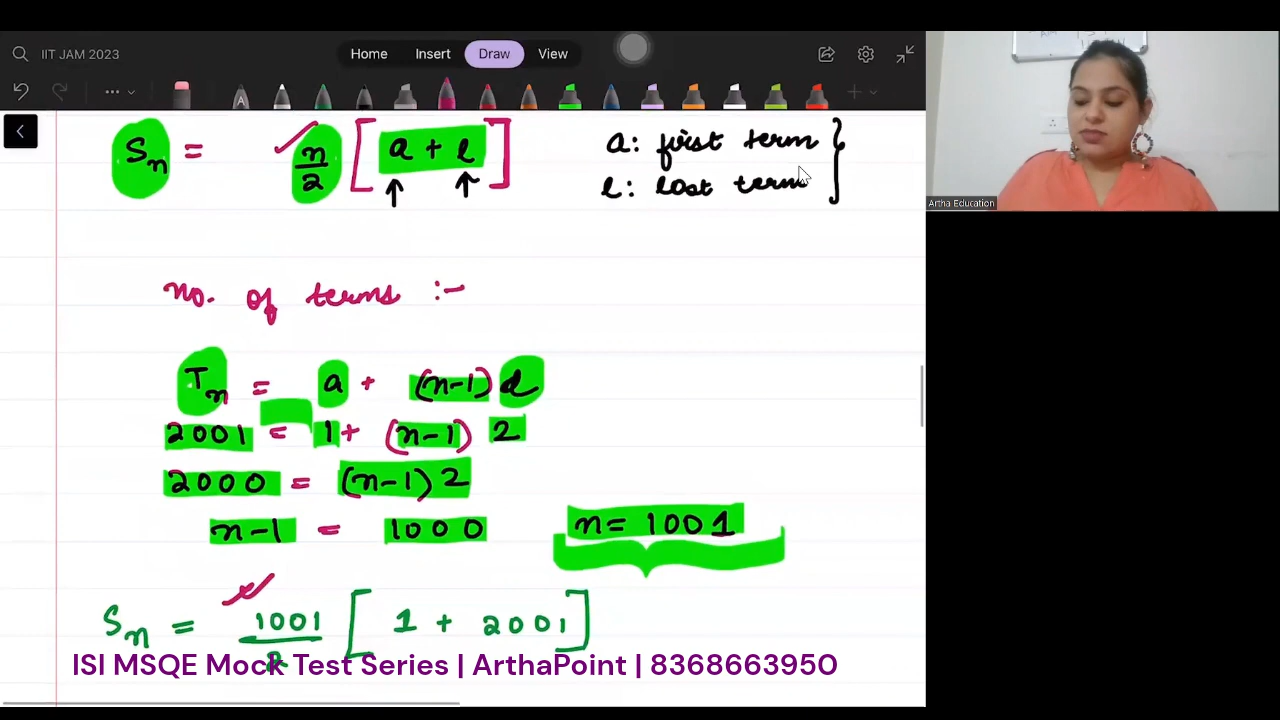 IIT JAM 2023
Home Insert Draw View
Sn = n/2 [a + l]
a: first term
l: last term
no. of terms :-
Tn = a + (n-1) d
2001 = 1 + (n-1) 2
2000 = (n-1) 2
n-1 = 1000
n = 1001
Sn = 1001/2 [1 + 2001]
ISI MSQE Mock Test Series | ArthaPoint | 8368663950
Artha Education